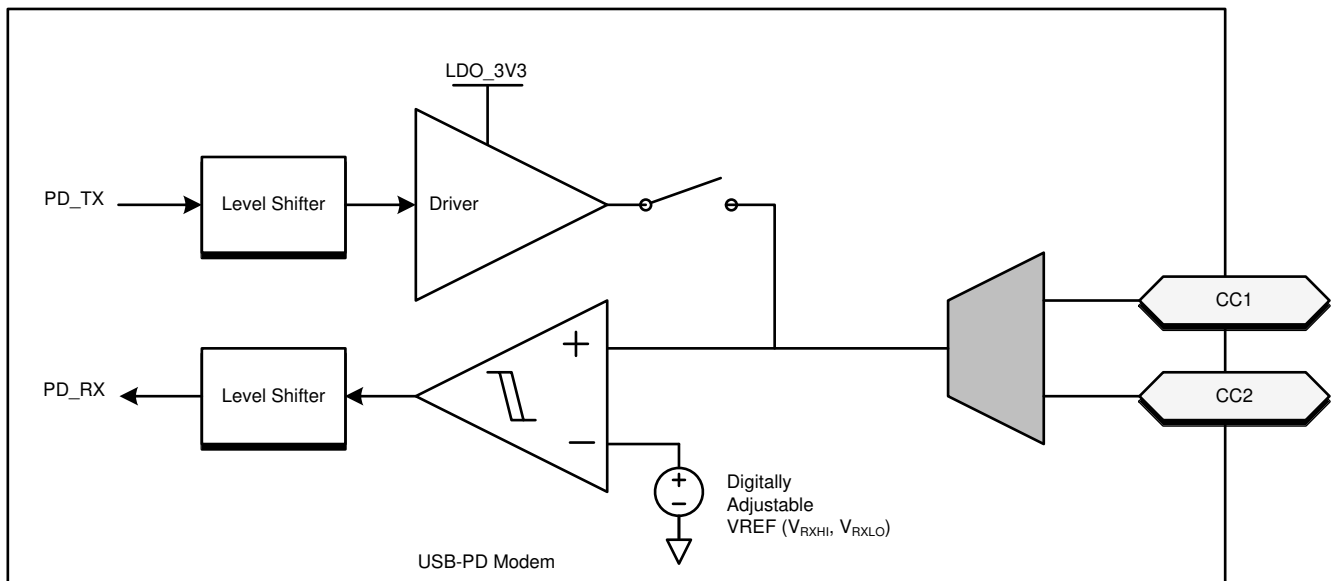 LDO_3V3
PD_TX
Level Shifter
Driver
CC1
+
PD_RX
Level Shifter
CC2
−
+
−
Digitally
Adjustable
VREF (VRXHI, VRXLO)
USB-PD Modem